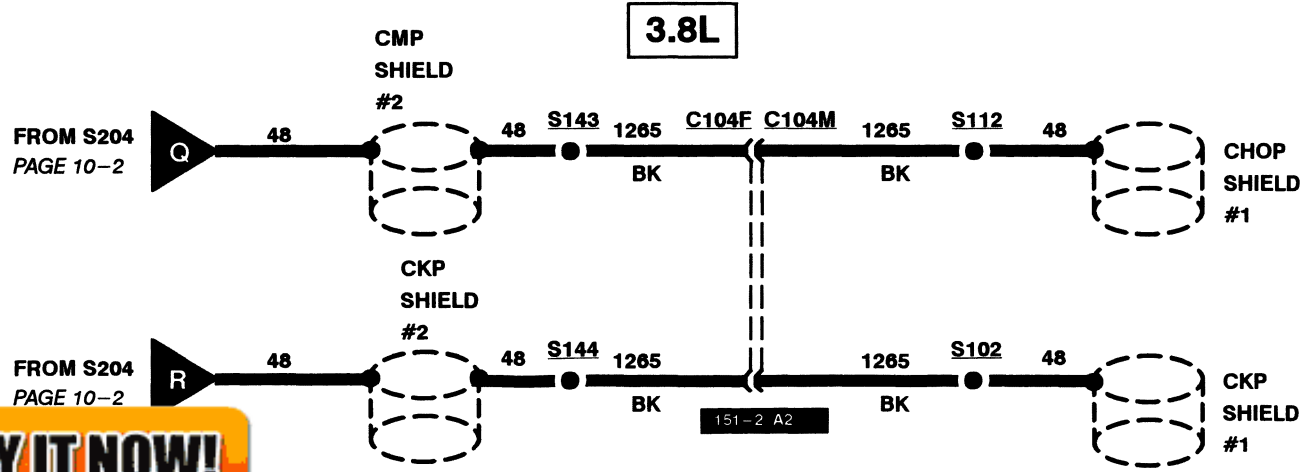 3.8L
CMP
SHIELD
#2
FROM S204
PAGE 10-2
Q
48
48
S143
1265
BK
C104F
C104M
1265
BK
S112
48
CHOP
SHIELD
#1
CKP
SHIELD
#2
FROM S204
PAGE 10-2
R
48
48
S144
1265
BK
1265
BK
S102
48
CKP
SHIELD
#1
151-2 A2
Y IT NOW!